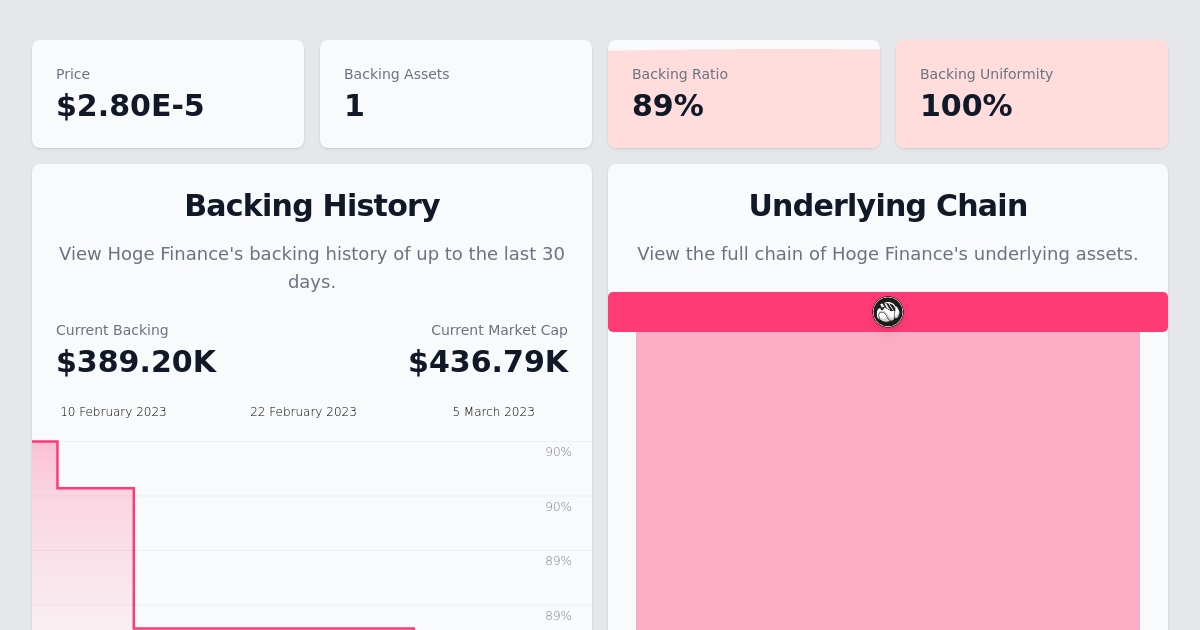 Price
$2.80E-5
Backing Assets
1
Backing Ratio
89%
Backing Uniformity
100%
Backing History
View Hoge Finance's backing history of up to the last 30
days.
Current Backing
$389.20K
Current Market Cap
$436.79K
10 February 2023
22 February 2023
5 March 2023
90%
90%
89%
89%
Underlying Chain
View the full chain of Hoge Finance's underlying assets.